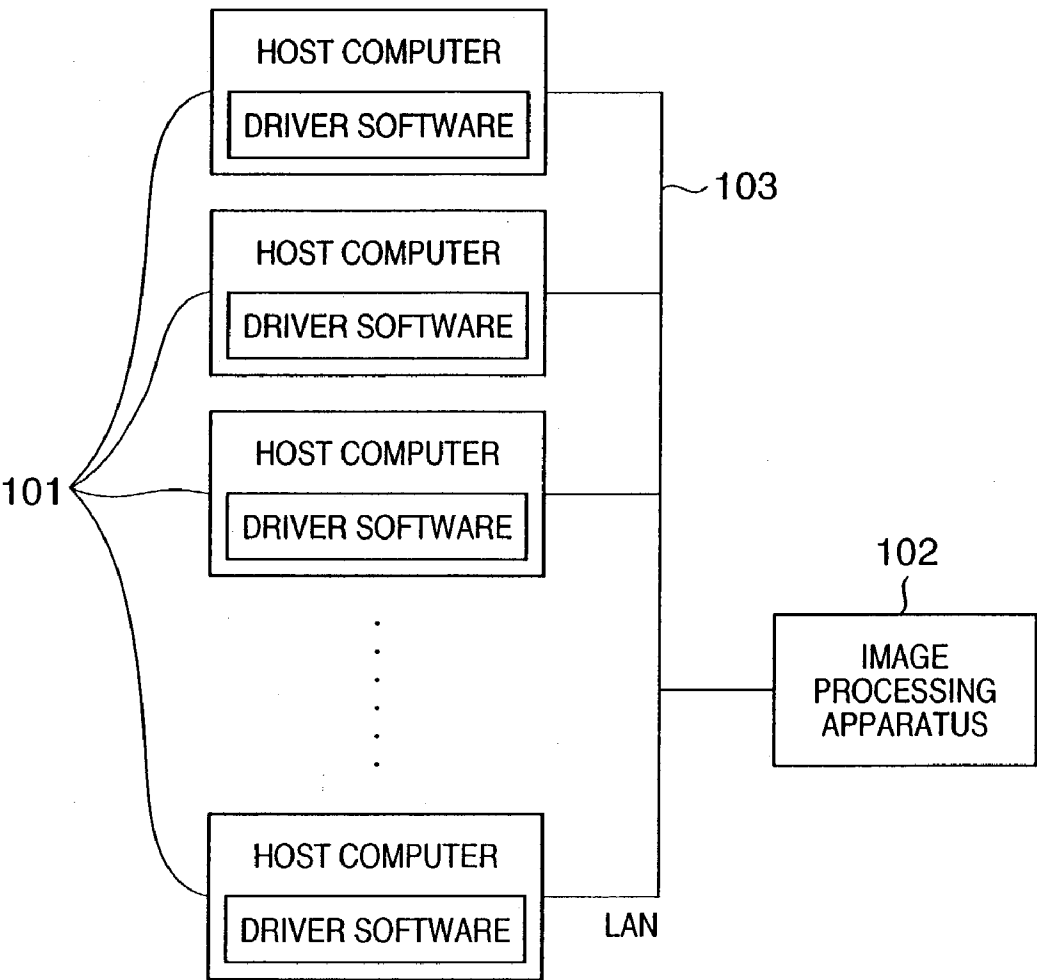 HOST COMPUTER
DRIVER SOFTWARE
103
HOST COMPUTER
DRIVER SOFTWARE
HOST COMPUTER
101
DRIVER SOFTWARE
102
IMAGE
PROCESSING
APPARATUS
HOST COMPUTER
DRIVER SOFTWARE
LAN